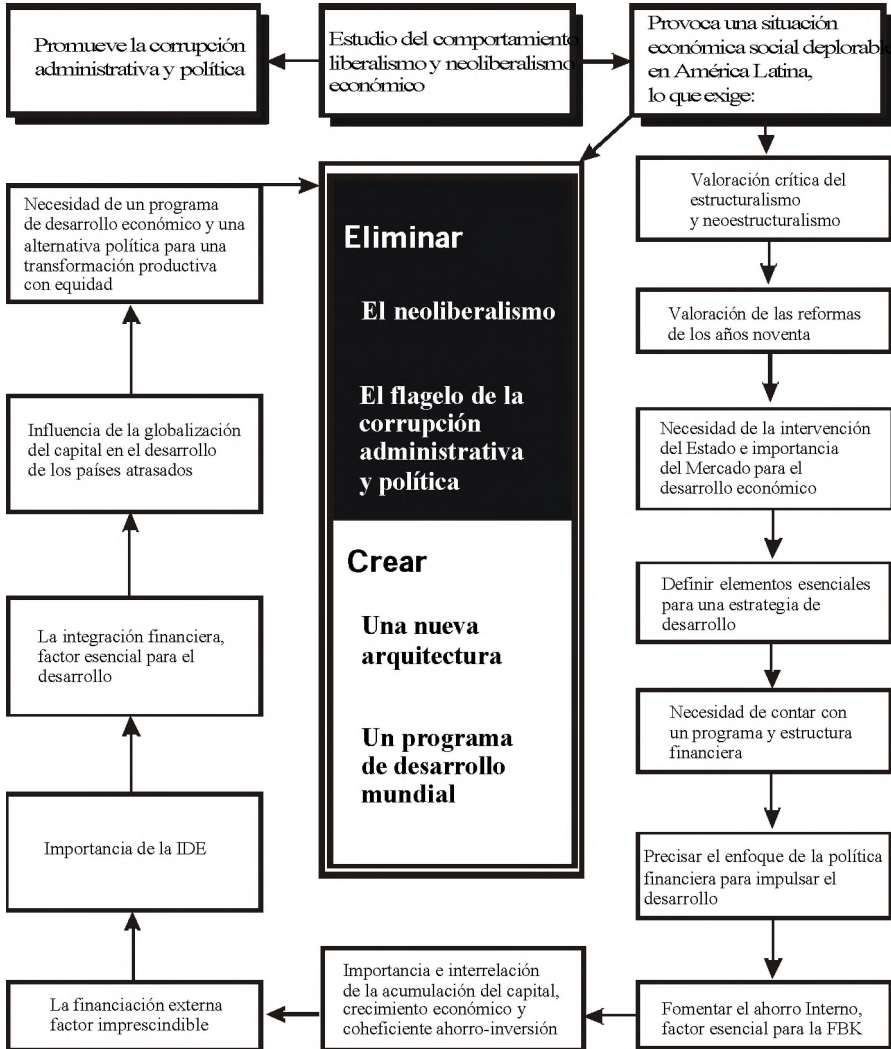 Promueve la corrupción
administrativa y política
Estudio del comportamiento
liberalismo y neoliberalismo
económico
Provoca una situación
económica social deplorable
en América Latina,
lo que exige:
Valoración crítica del
estructuralismo
y neoestructuralismo
Valoración de las reformas
de los años noventa
Necesidad de la intervención
del Estado e importancia
del Mercado para el
desarrollo económico
Definir elementos esenciales
para una estrategia de
desarrollo
Necesidad de contar con
un programa y estructura
financiera
Precisar el enfoque de la política
financiera para impulsar el
desarrollo
Fomentar el ahorro Interno,
factor esencial para la FBK
Importancia e interrelación
de la acumulación del capital,
crecimiento económico y
coheficiente ahorro-inversión
La financiación externa
factor imprescindible
Importancia de la IDE
La integración financiera,
factor esencial para el
desarrollo
Influencia de la globalización
del capital en el desarrollo
de los países atrasados
Necesidad de un programa
de desarrollo económico y una
alternativa política para una
transformación productiva
con equidad
Eliminar
El neoliberalismo
El flagelo de la
corrupción
administrativa
y política
Crear
Una nueva
arquitectura
Un programa
de desarrollo
mundial